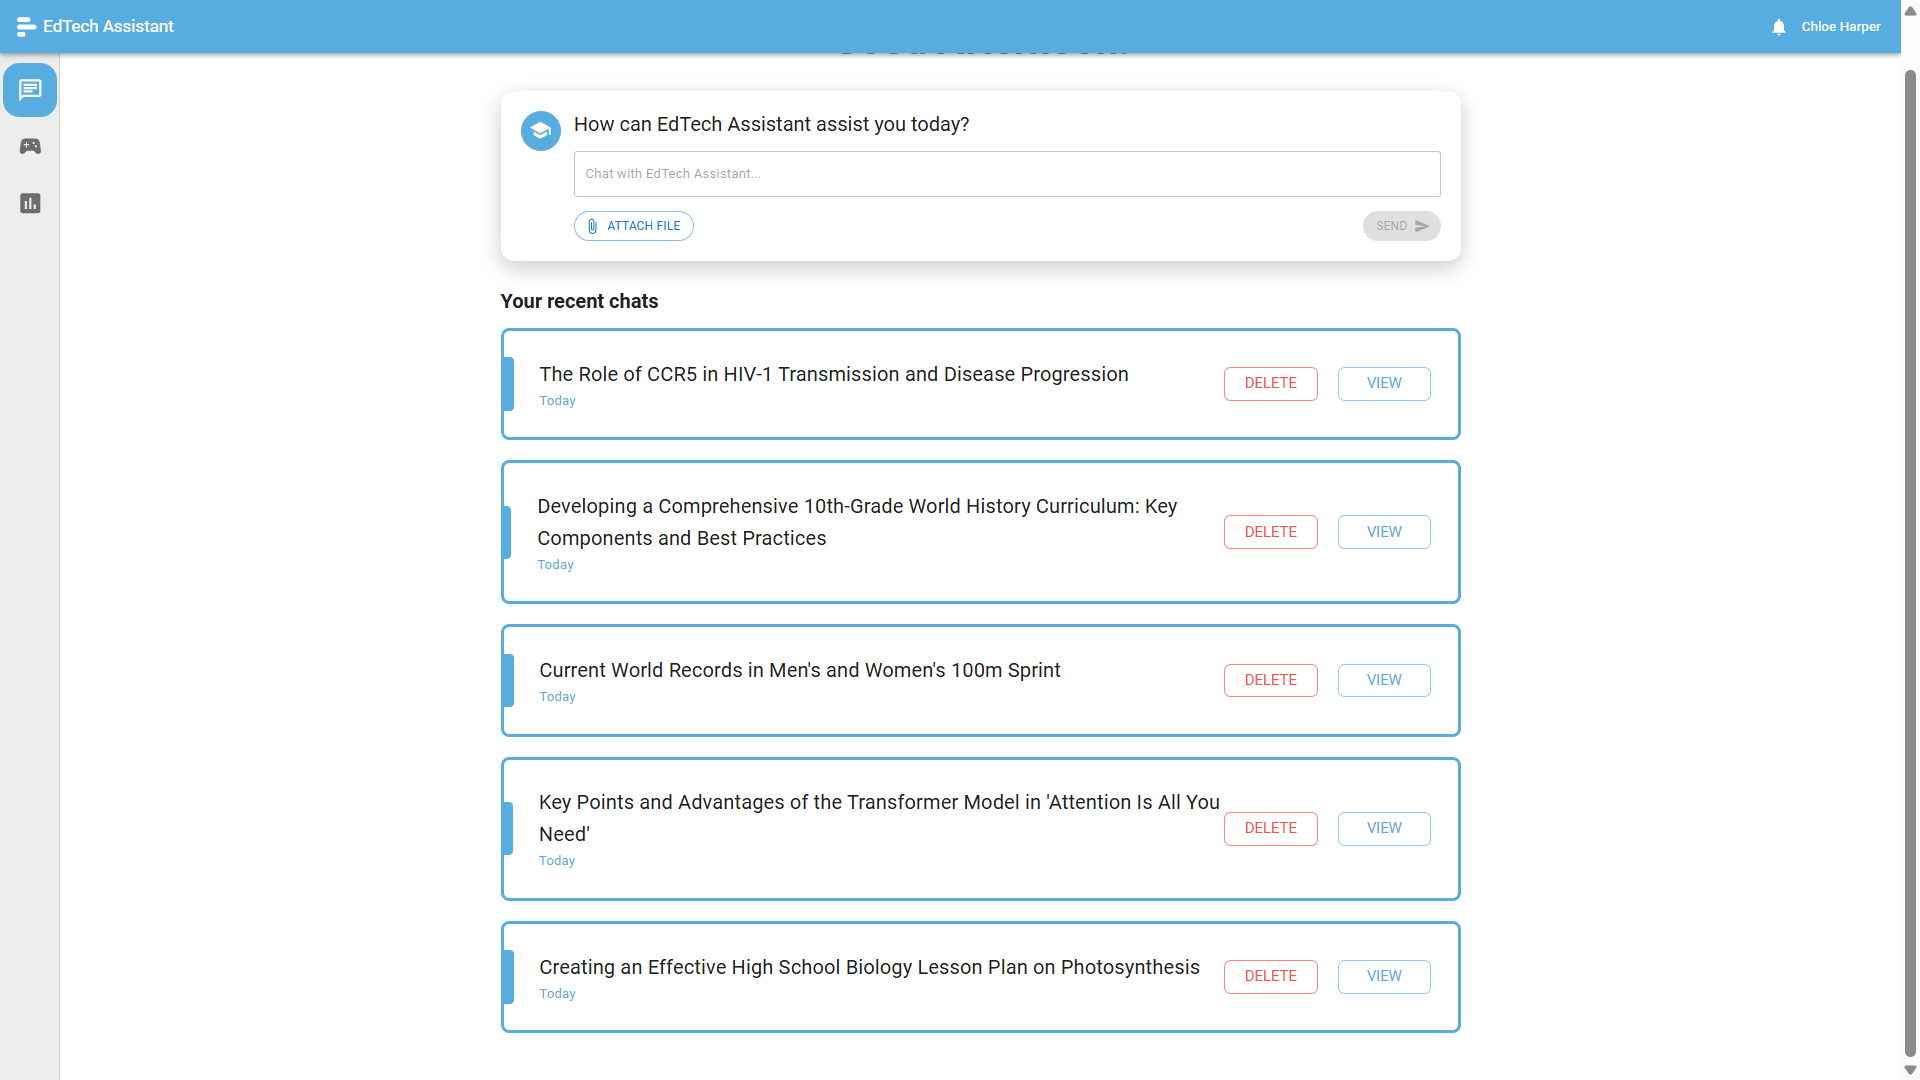 EdTech Assistant
Chloe Harper
How can EdTech Assistant assist you today?
Chat with EdTech Assistant...
ATTACH FILE
SEND
Your recent chats
The Role of CCR5 in HIV-1 Transmission and Disease Progression
Today
DELETE
VIEW
Developing a Comprehensive 10th-Grade World History Curriculum: Key
Components and Best Practices
Today
DELETE
VIEW
Current World Records in Men's and Women's 100m Sprint
Today
DELETE
VIEW
Key Points and Advantages of the Transformer Model in 'Attention Is All You
Need'
Today
DELETE
VIEW
Creating an Effective High School Biology Lesson Plan on Photosynthesis
Today
DELETE
VIEW